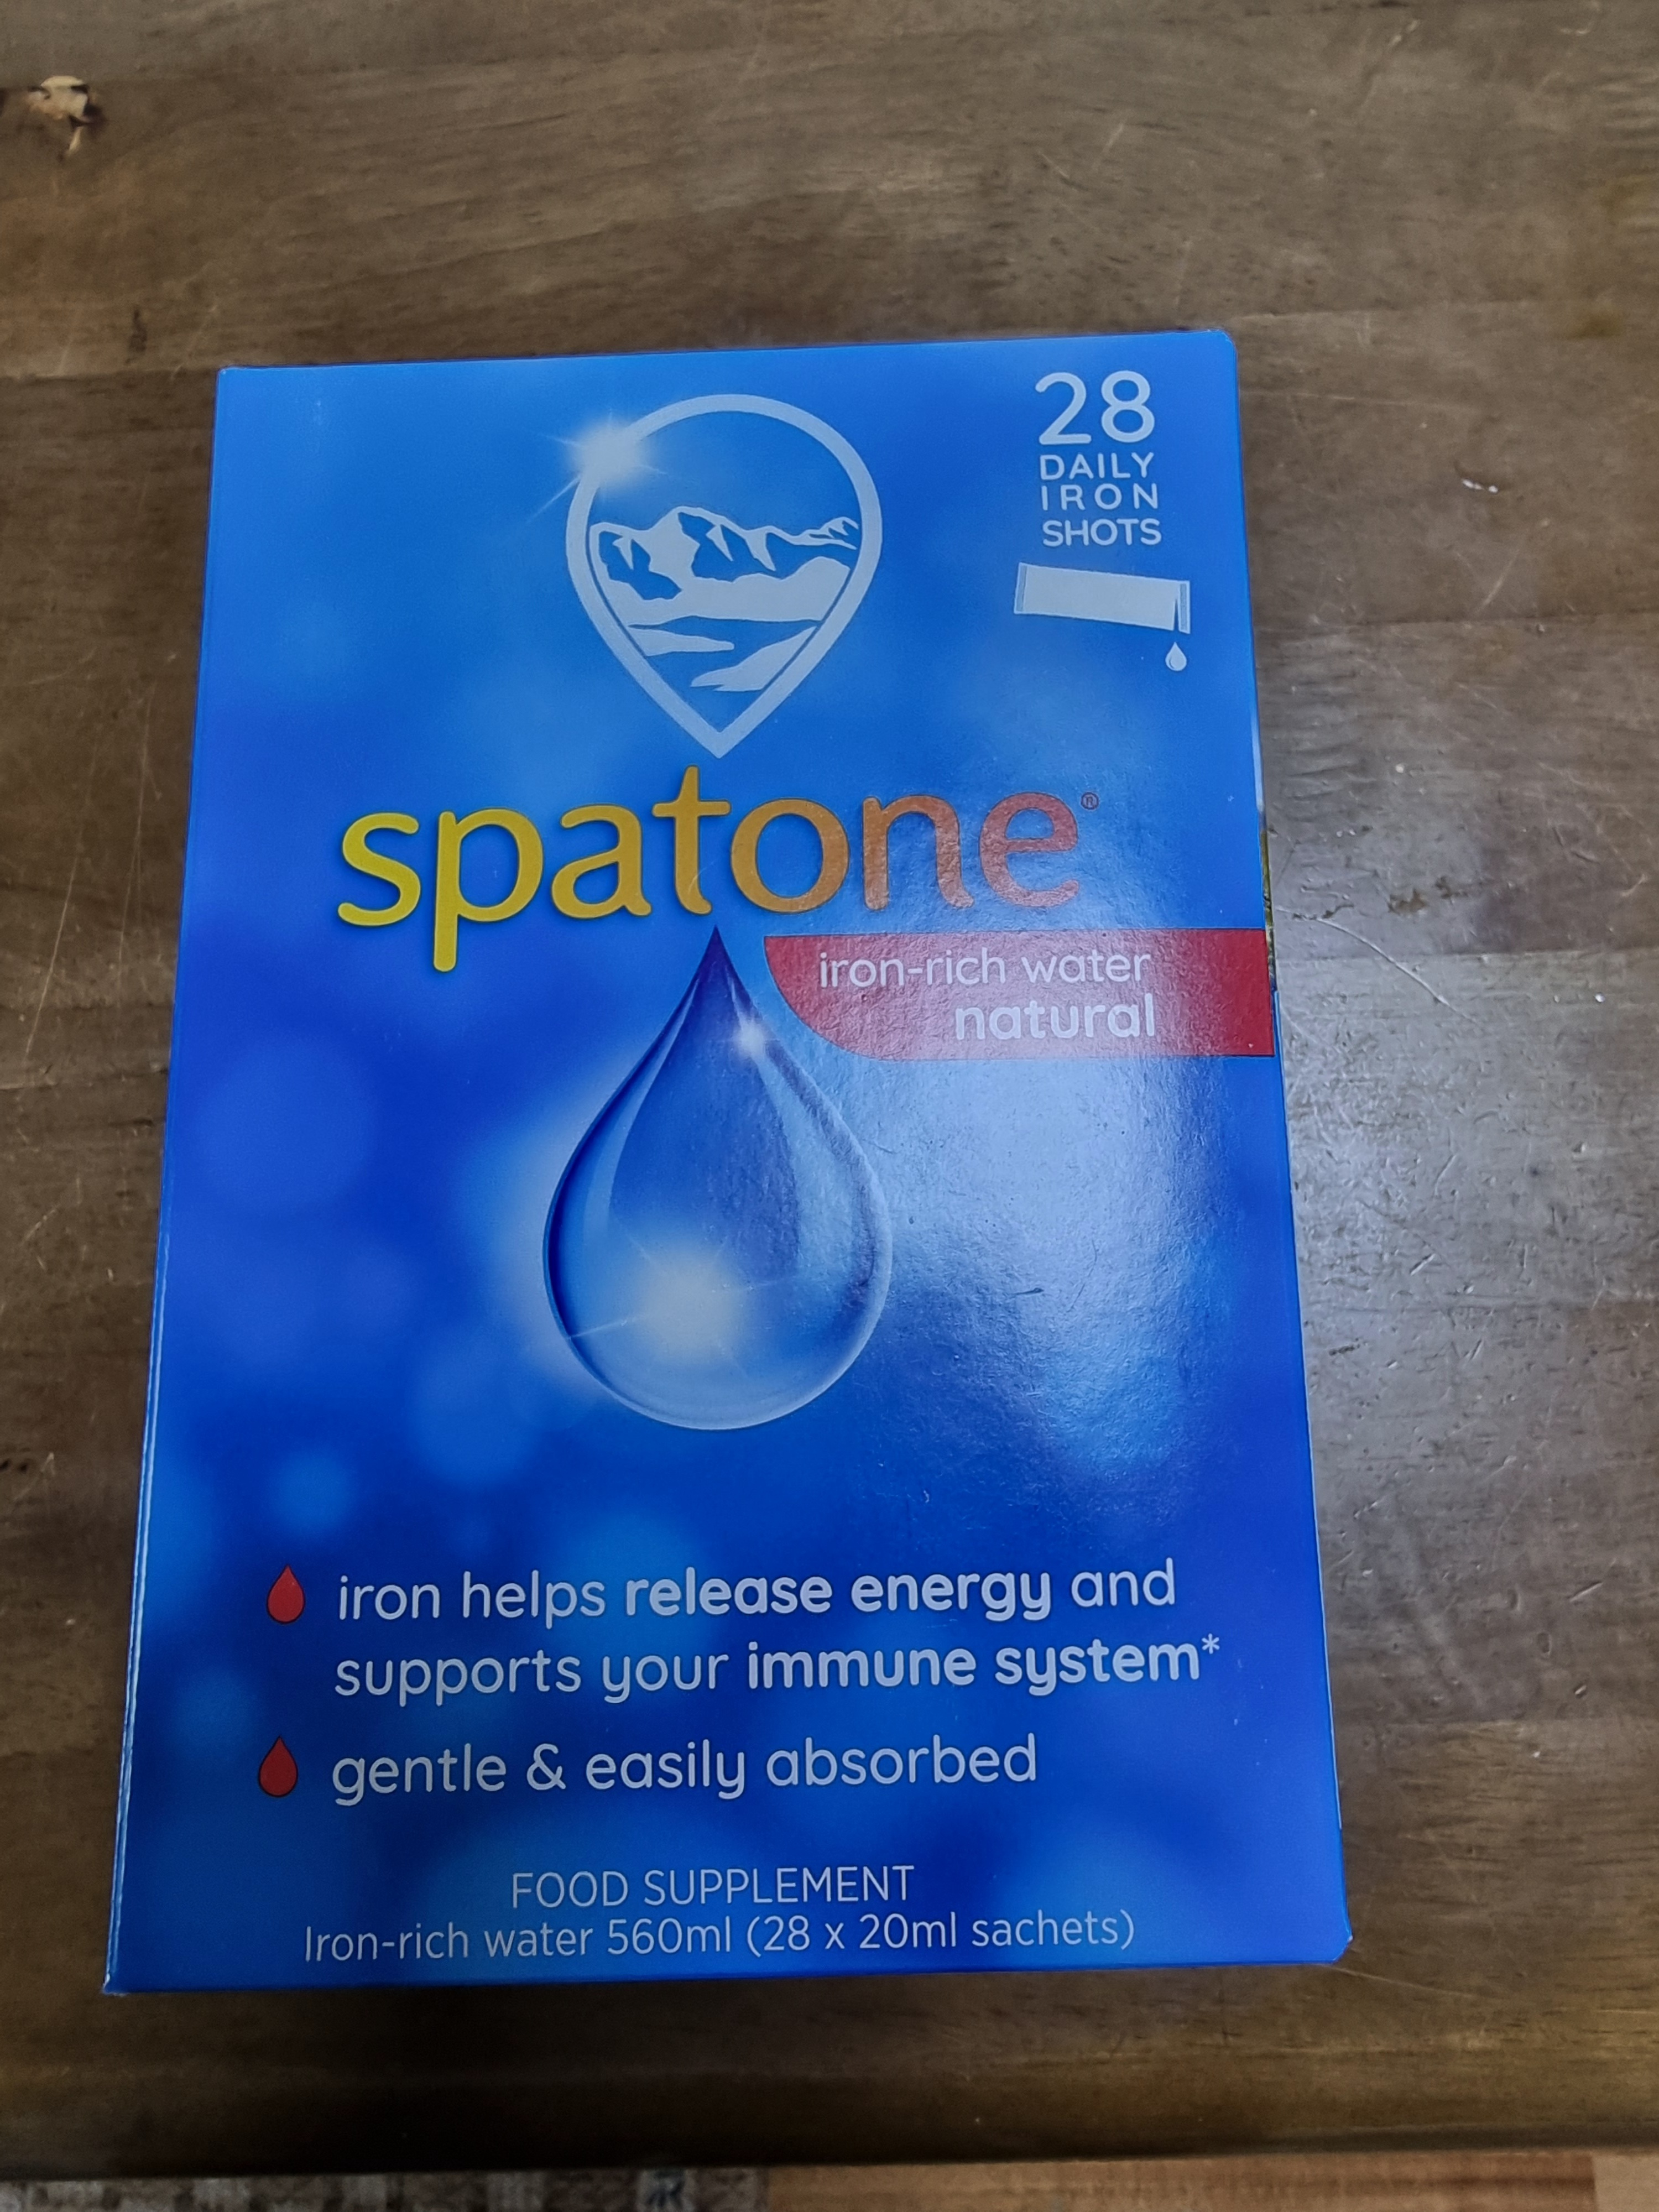 28
DAILY
IRON
SHOTS
spatone®
iron-rich water
natural
iron helps release energy and
supports your immune system*
gentle & easily absorbed
FOOD SUPPLEMENT
Iron-rich water 560ml (28 x 20ml sachets)